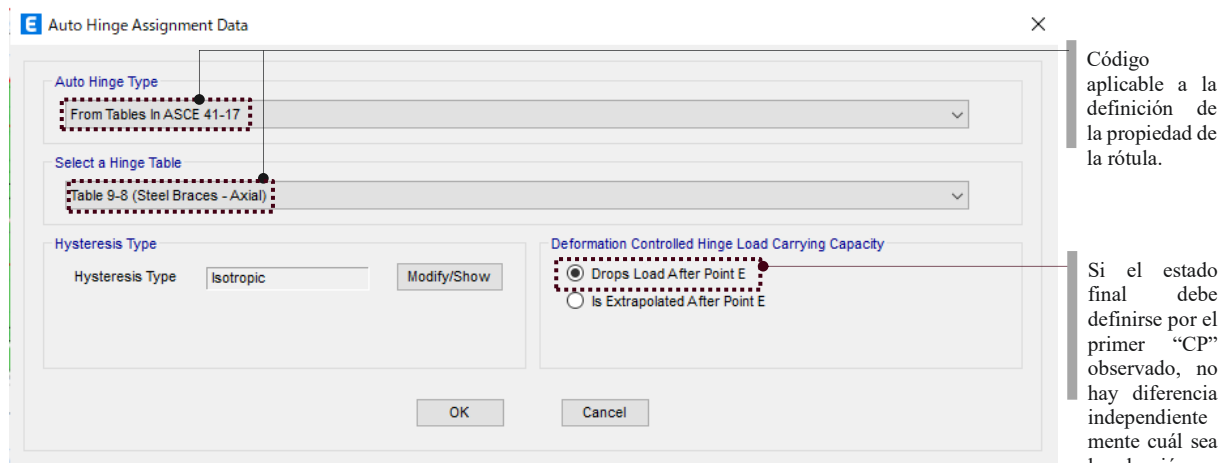 E Auto Hinge Assignment Data
Auto Hinge Type
From Tables In ASCE 41-17
Select a Hinge Table
Table 9-8 (Steel Braces - Axial)
Hysteresis Type
Hysteresis Type Isotropic Modify/Show
Deformation Controlled Hinge Load Carrying Capacity
Drops Load After Point E
Is Extrapolated After Point E
OK Cancel
Código
aplicable a la
definición de
la propiedad de
la rótula.
Si el estado
final debe
definirse por el
primer “CP”
observado, no
hay diferencia
independiente
mente cuál sea